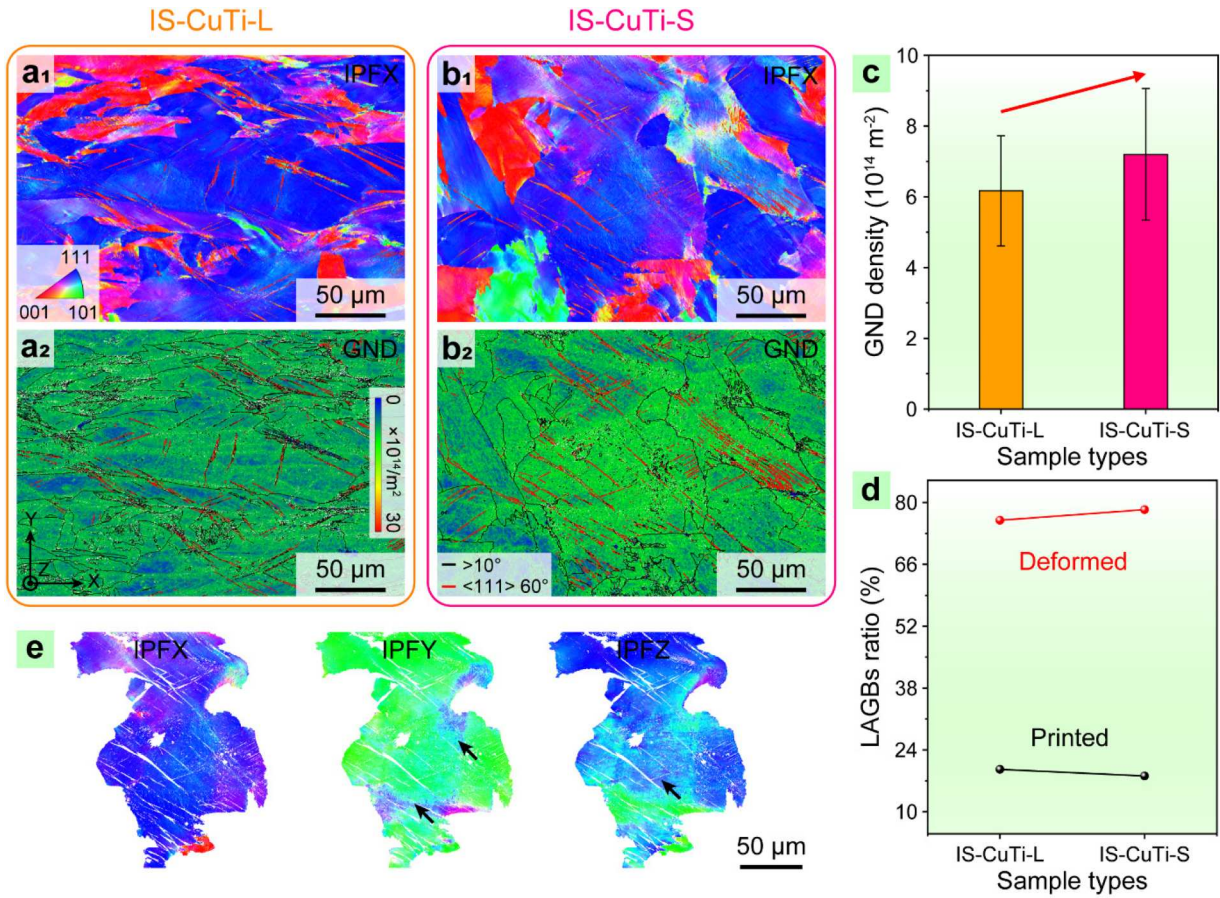 IS-CuTi-L
IS-CuTi-S
a₁
IPFX
111
001 101
50 μm
b₁
IPFX
50 μm
a₂
GND
0
×10¹⁴/m²
30
Y
Z
X
50 μm
b₂
GND
>10°
<111> 60°
50 μm
c
GND density (10¹⁴ m⁻²)
10
8
6
4
2
0
IS-CuTi-L IS-CuTi-S
Sample types
d
LAGBs ratio (%)
80
66
52
38
24
10
Deformed
Printed
IS-CuTi-L IS-CuTi-S
Sample types
e
IPFX
IPFY
IPFZ
50 μm